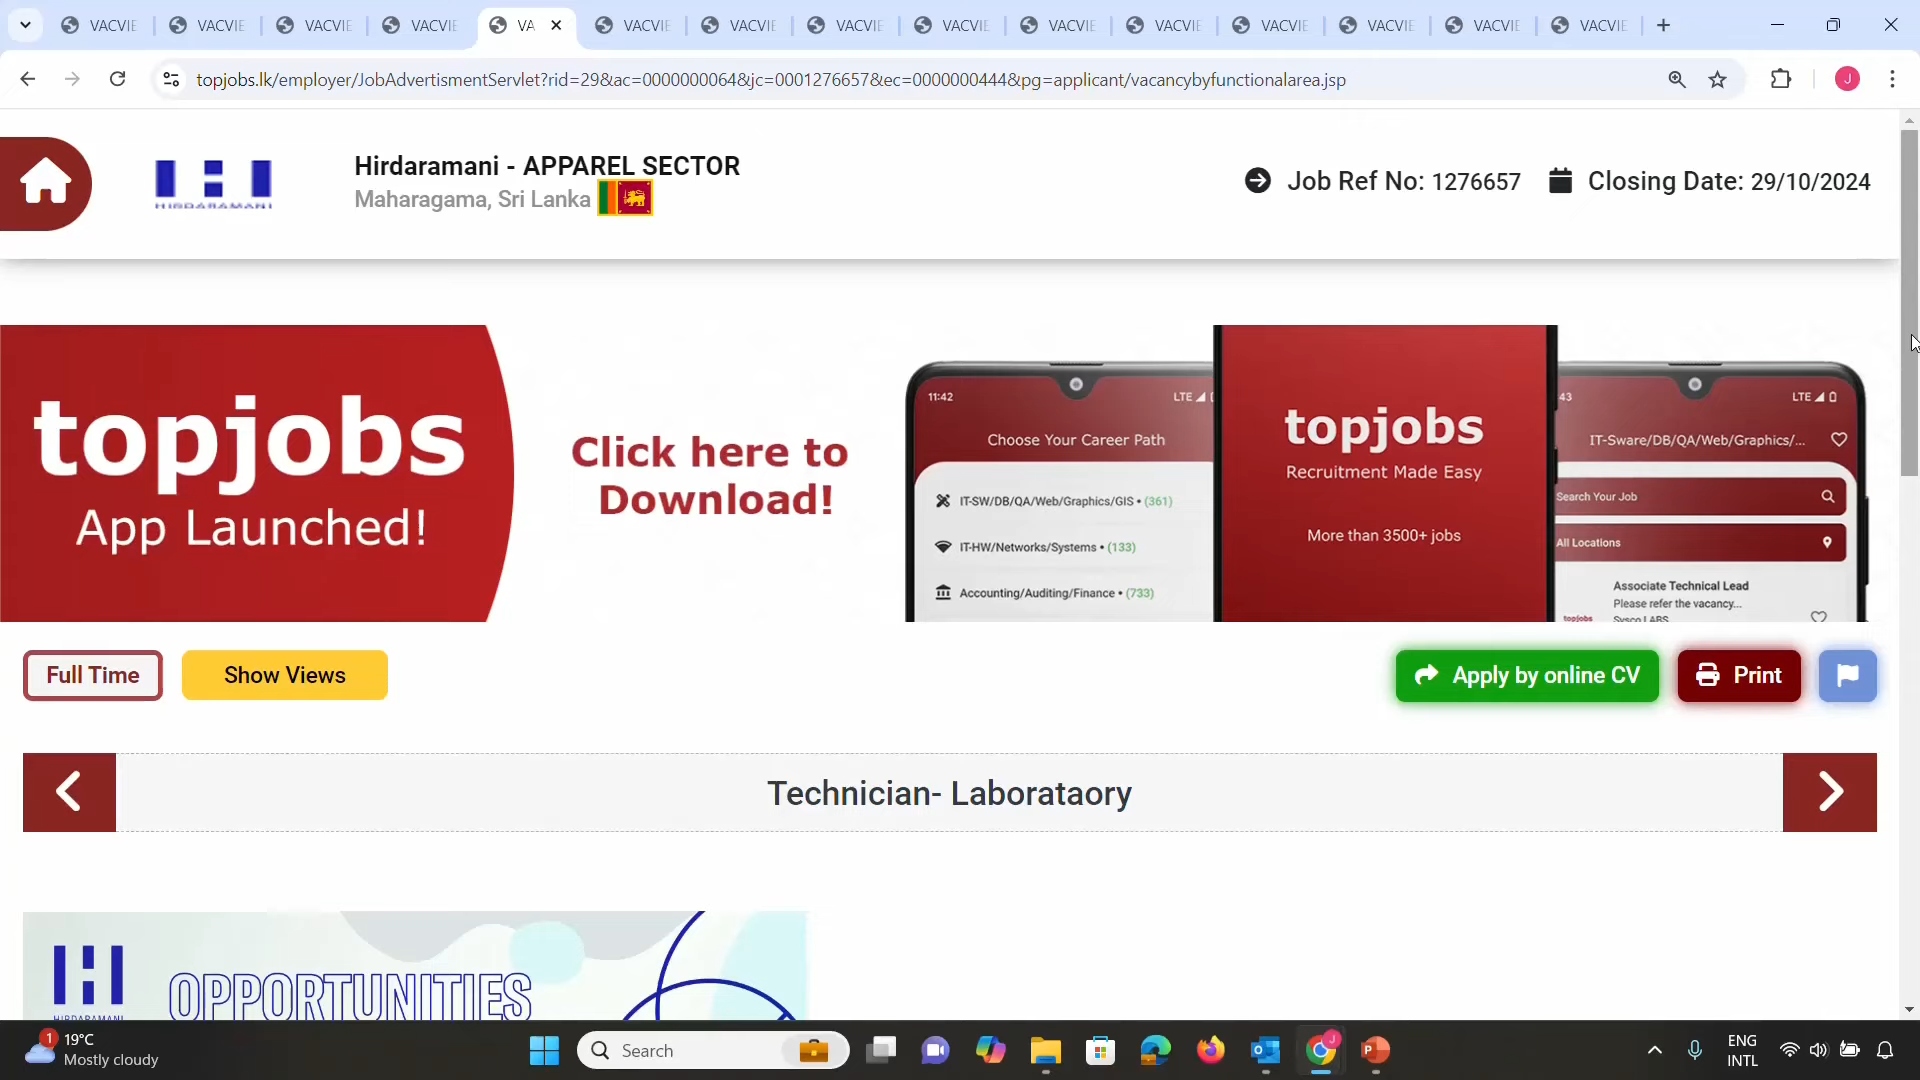 VACVIE VACVIE VACVIE VACVIE VA VACVIE VACVIE VACVIE VACVIE VACVIE VACVIE VACVIE VACVIE VACVIE VACVIE
topjobs.lk/employer/JobAdvertismentServlet?rid=29&ac=0000000064&jc=0001276657&ec=0000000444&pg=applicant/vacancybyfunctionalarea.jsp
J
Hirdaramani - APPAREL SECTOR
Maharagama, Sri Lanka
HIRDARAMANI
Job Ref No: 1276657 Closing Date: 29/10/2024
topjobs
App Launched!
Click here to
Download!
11:42 LTE
Choose Your Career Path
IT-SW/DB/QA/Web/Graphics/GIS • (361)
IT-HW/Networks/Systems • (133)
Accounting/Auditing/Finance • (733)
topjobs
Recruitment Made Easy
More than 3500+ jobs
43 LTE
IT-Sware/DB/QA/Web/Graphics/...
Search Your Job
All Locations
Associate Technical Lead
Please refer the vacancy...
topjobs Sysco LABS
Full Time Show Views Apply by online CV Print
Technician- Laborataory
HIRDARAMANI
OPPORTUNITIES
1
19°C
Mostly cloudy
Search
J
ENG
INTL